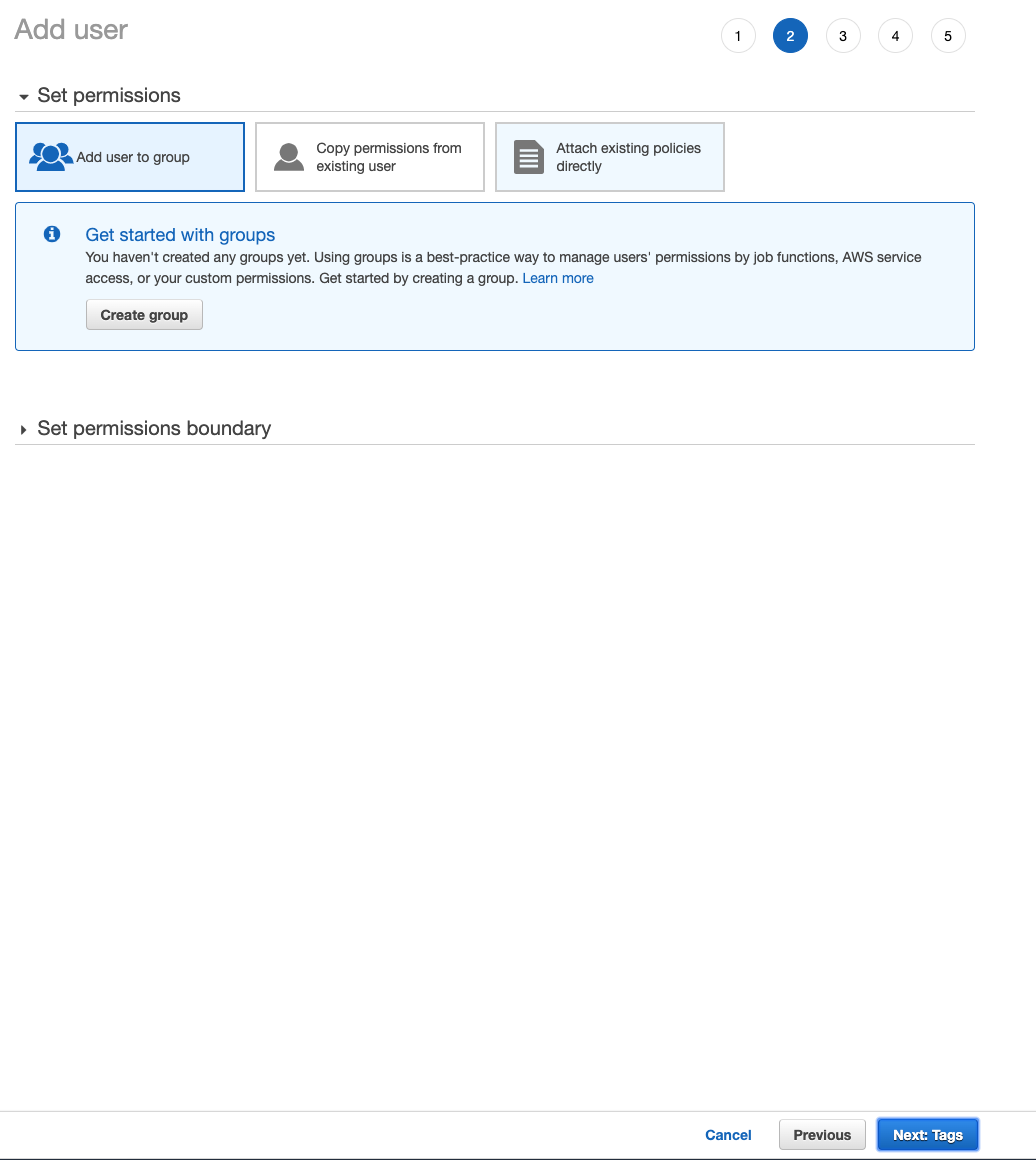 Add user
1 2 3 4 5
Set permissions
Add user to group
Copy permissions from
existing user
Attach existing policies
directly
Get started with groups
You haven't created any groups yet. Using groups is a best-practice way to manage users' permissions by job functions, AWS service
access, or your custom permissions. Get started by creating a group. Learn more
Create group
Set permissions boundary
Cancel Previous Next: Tags